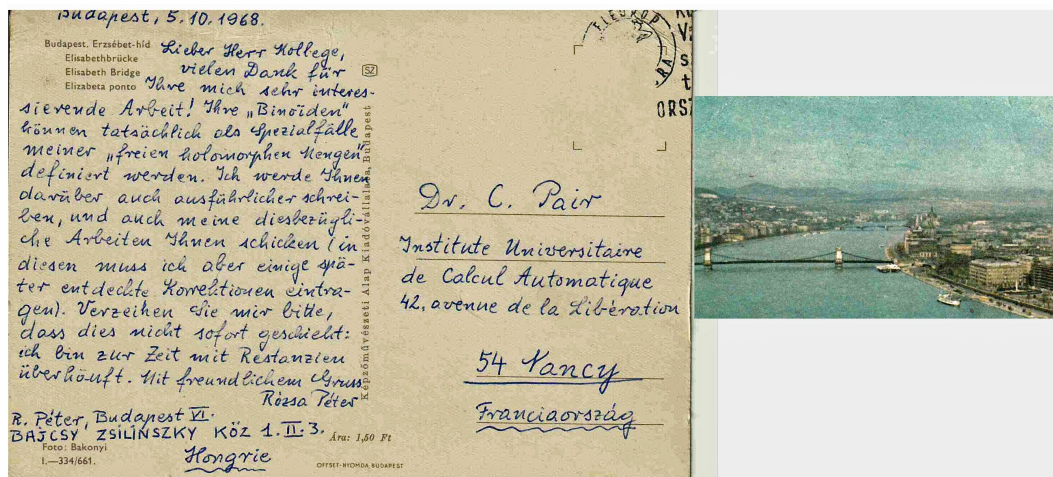 Budapest, 5.10.1968.
Budapest, Erzsébet-híd
Elisabethbrücke
Elisabeth Bridge
Elizabeta ponto
Lieber Herr Kollege,
vielen Dank für
Ihre mich sehr interes-
sierende Arbeit! Ihre „Binoïden"
können tatsächlich als Spezialfälle
meiner „freien holomorphen Mengen"
definiert werden. Ich werde Ihnen
darüber auch ausführlicher schrei-
ben, und auch meine diesbezügli-
che Arbeiten Ihnen schicken (in
diesen muss ich aber einige spä-
ter entdeckte Korrektionen eintra-
gen). Verzeihen Sie mir bitte,
dass dies nicht sofort geschieht:
ich bin zur Zeit mit Restanzien
überhäuft. Mit freundlichem Gruss
Rózsa Péter
R. Péter, Budapest VI.
BAJCSY ZSILINSZKY KÖZ 1. II. 3.
Hongrie
Foto: Bakonyi
I.—334/661.
Ára: 1,50 Ft
OFFSET-NYOMDA BUDAPEST
Képzőművészeti Alap Kiadóvállalata, Budapest
SZ
Dr. C. Pair
Institute Universitaire
de Calcul Automatique
42, avenue de la Libération
54 Nancy
Franciaország
ORSZ